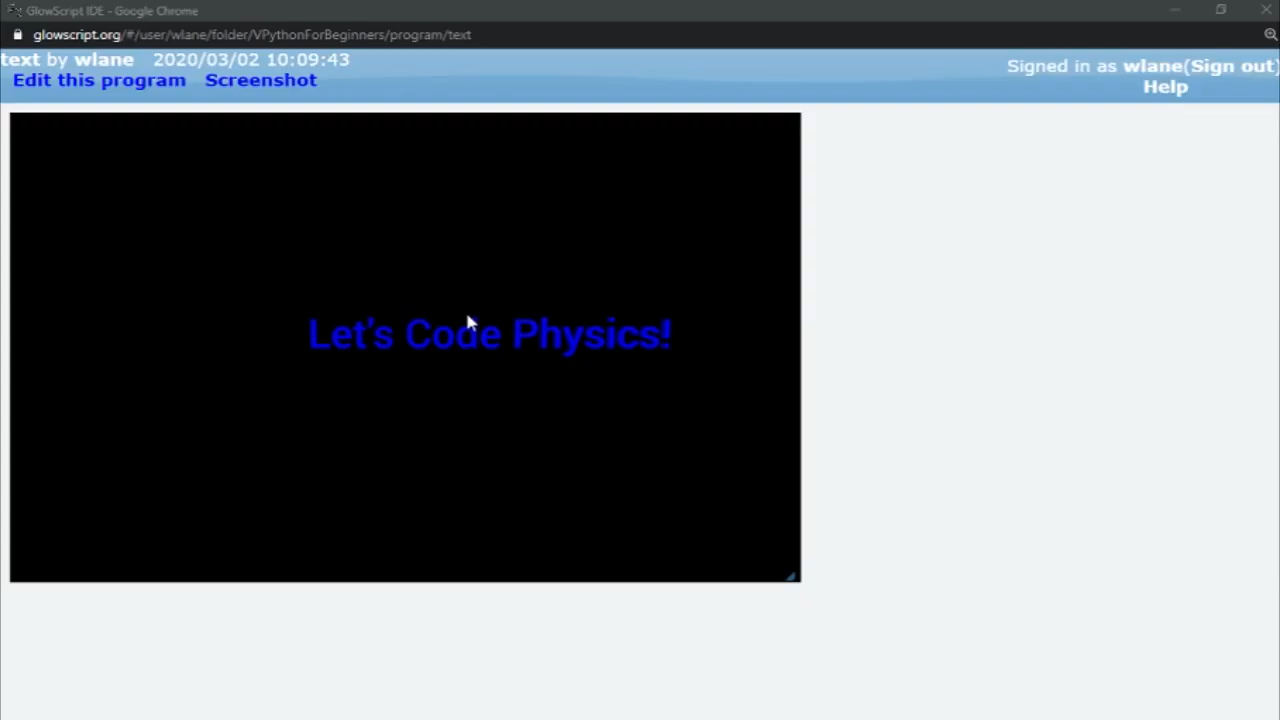 GlowScript IDE - Google Chrome
glowscript.org/#/user/wlane/folder/VPythonForBeginners/program/text
text by wlane 2020/03/02 10:09:43
Signed in as wlane(Sign out)
Edit this program Screenshot
Help
Let's Code Physics!